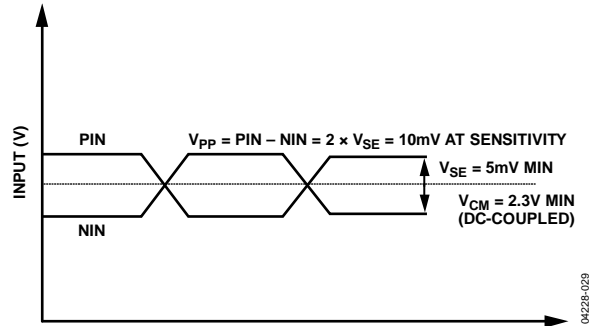 INPUT (V)
PIN
V_PP = PIN – NIN = 2 × V_SE = 10mV AT SENSITIVITY
V_SE = 5mV MIN
V_CM = 2.3V MIN
(DC-COUPLED)
NIN
04228-029